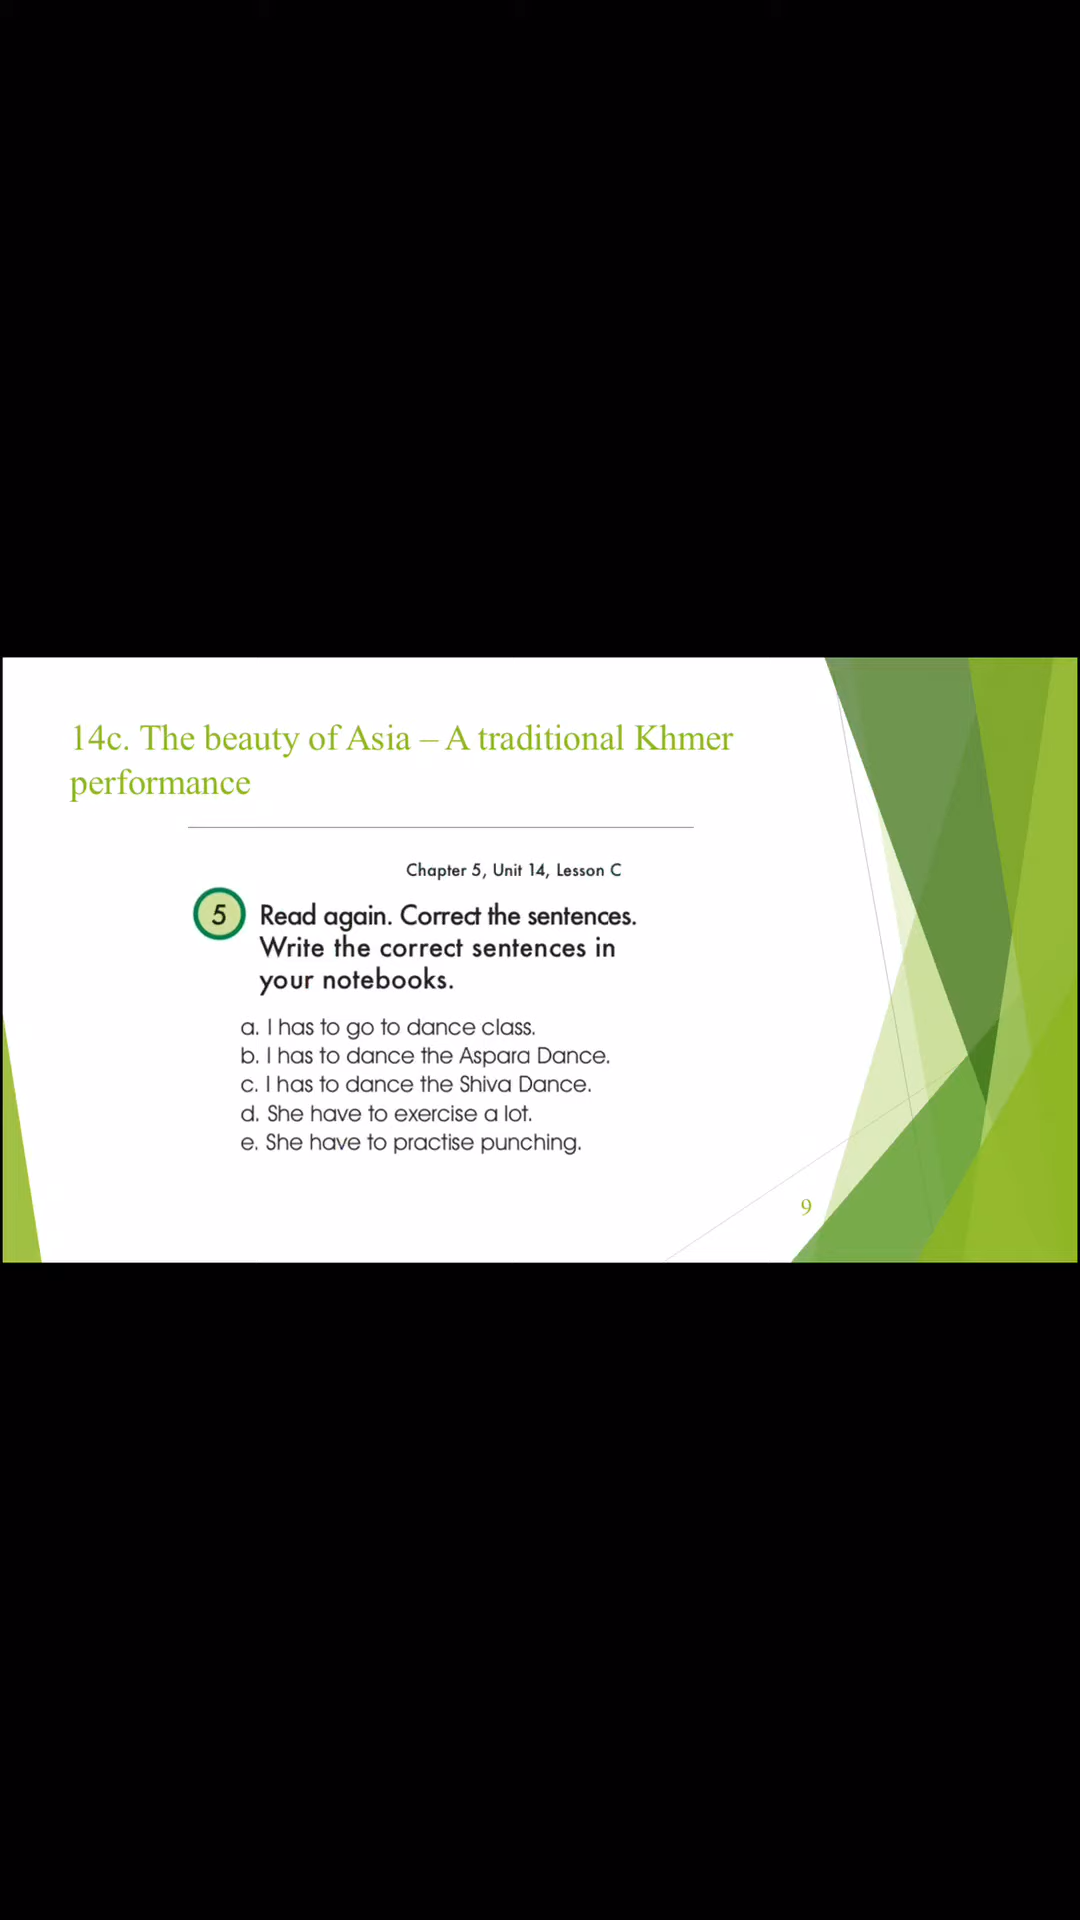 14c. The beauty of Asia – A traditional Khmer
performance
Chapter 5, Unit 14, Lesson C
5 Read again. Correct the sentences.
Write the correct sentences in
your notebooks.
a. I has to go to dance class.
b. I has to dance the Aspara Dance.
c. I has to dance the Shiva Dance.
d. She have to exercise a lot.
e. She have to practise punching.
9